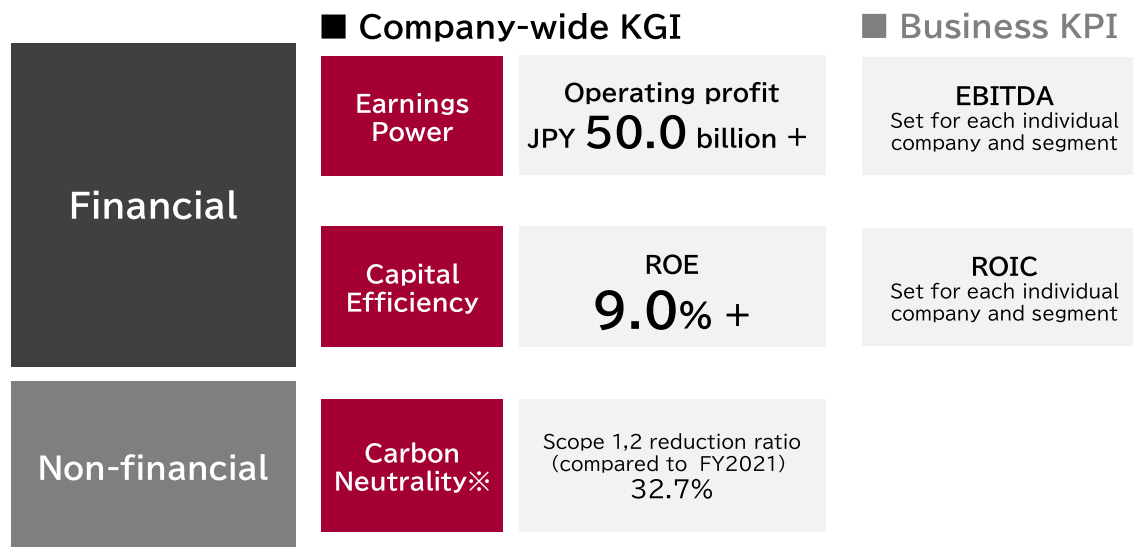 ■ Company-wide KGI
■ Business KPI
Financial
Earnings
Power
Operating profit
JPY 50.0 billion +
EBITDA
Set for each individual
company and segment
Capital
Efficiency
ROE
9.0% +
ROIC
Set for each individual
company and segment
Non-financial
Carbon
Neutrality※
Scope 1,2 reduction ratio
（compared to FY2021）
32.7%